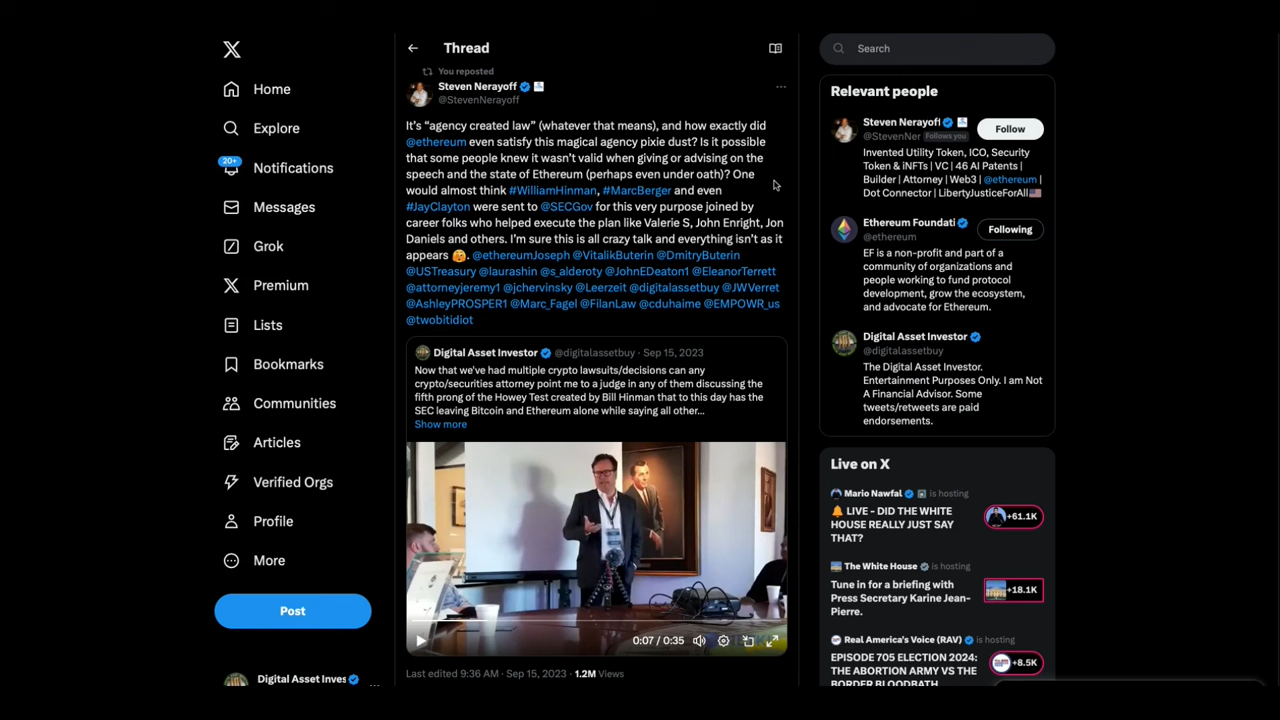 Home
Explore
20+
Notifications
Messages
Grok
Premium
Lists
Bookmarks
Communities
Articles
Verified Orgs
Profile
More
Post
Digital Asset Inves
Thread
You reposted
Steven Nerayoff
@StevenNerayoff
It's “agency created law” (whatever that means), and how exactly did
@ethereum even satisfy this magical agency pixie dust? Is it possible
that some people knew it wasn't valid when giving or advising on the
speech and the state of Ethereum (perhaps even under oath)? One
would almost think #WilliamHinman, #MarcBerger and even
#JayClayton were sent to @SECGov for this very purpose joined by
career folks who helped execute the plan like Valerie S, John Enright, Jon
Daniels and others. I'm sure this is all crazy talk and everything isn't as it
appears 🫣. @ethereumJoseph @VitalikButerin @DmitryButerin
@USTreasury @laurashin @s_alderoty @JohnEDeaton1 @EleanorTerrett
@attorneyjeremy1 @jchervinsky @Leerzeit @digitalassetbuy @JWVerret
@AshleyPROSPER1 @Marc_Fagel @FilanLaw @cduhaime @EMPOWR_us
@twobitidiot
Digital Asset Investor @digitalassetbuy · Sep 15, 2023
Now that we've had multiple crypto lawsuits/decisions can any
crypto/securities attorney point me to a judge in any of them discussing the
fifth prong of the Howey Test created by Bill Hinman that to this day has the
SEC leaving Bitcoin and Ethereum alone while saying all other...
Show more
0:07 / 0:35
Last edited 9:36 AM · Sep 15, 2023 · 1.2M Views
Search
Relevant people
Steven Nerayoff
@StevenNer Follows you
Follow
Invented Utility Token, ICO, Security
Token & iNFTs | VC | 46 AI Patents |
Builder | Attorney | Web3 | @ethereum |
Dot Connector | LibertyJusticeForAll🇺🇸
Ethereum Foundati
@ethereum
Following
EF is a non-profit and part of a
community of organizations and
people working to fund protocol
development, grow the ecosystem,
and advocate for Ethereum.
Digital Asset Investor
@digitalassetbuy
The Digital Asset Investor.
Entertainment Purposes Only. I am Not
A Financial Advisor. Some
tweets/retweets are paid
endorsements.
Live on X
Mario Nawfal is hosting
🔔 LIVE - DID THE WHITE
HOUSE REALLY JUST SAY
THAT?
+61.1K
The White House is hosting
Tune in for a briefing with
Press Secretary Karine Jean-
Pierre.
+18.1K
Real America's Voice (RAV) is hosting
EPISODE 705 ELECTION 2024:
THE ABORTION ARMY VS THE
BORDER BLOODBATH
+8.5K